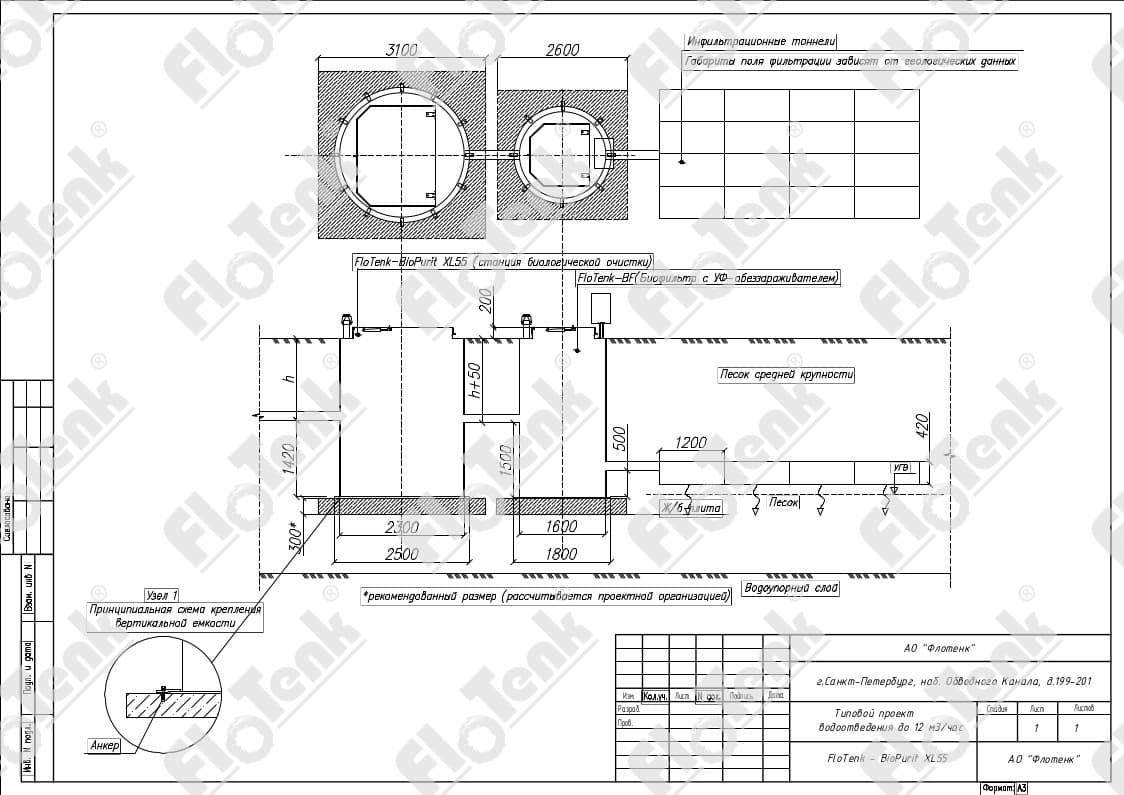 Инфильтрационные тоннели
Габариты поля фильтрации зависят от геологических данных
3100
2600
FloTenk-BioPurit XL55 (станция биологической очистки)
FloTenk-BF(Биофильтр с УФ-абеззараживателем)
200
h
h+50
Песок средней крупности
1420
1500
500
1200
420
УГВ
Ж/б плита
Песок
300*
2300
1600
2500
1800
Водоупорный слой
*рекомендованный размер (рассчитывается проектной организацией)
Узел 1
Принципиальная схема крепления
вертикальной емкости
Анкер
Согласовано
Взам. инв N
Подп. и дата
Инв. N подл.
Изм. Кол.уч. Лист N док. Подпись Дата
Разраб.
Пров.
АО "Флотенк"
г.Санкт-Петербург, наб. Обводного Канала, д.199-201
Типовой проект
водоотведения до 12 м3/час
Стадия Лист Листов
1 1
FloTenk - BioPurit XL55
АО "Флотенк"
Формат: А3
FloTenk ®